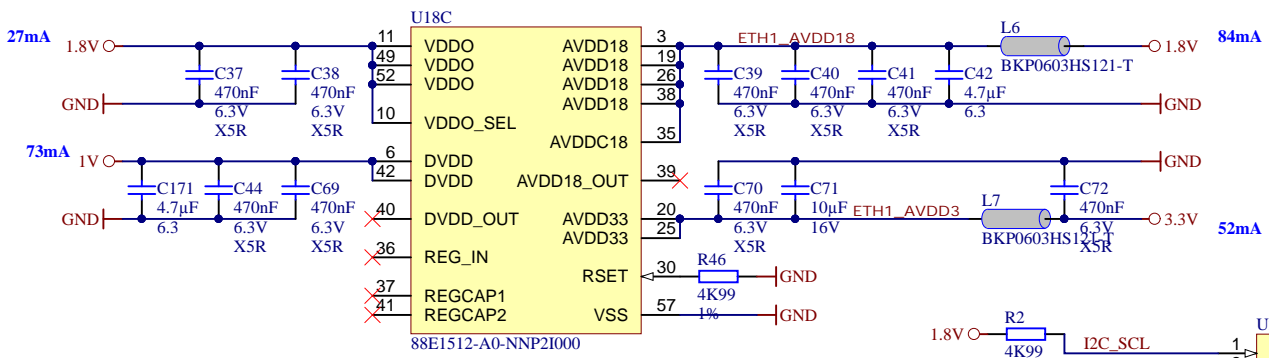 U18C
27mA
1.8V
11
VDDO
AVDD18
3
ETH1_AVDD18
L6
1.8V
84mA
49
VDDO
AVDD18
19
BKP0603HS121-T
52
VDDO
AVDD18
26
C37
470nF
6.3V
X5R
C38
470nF
6.3V
X5R
C39
470nF
6.3V
X5R
C40
470nF
6.3V
X5R
C41
470nF
6.3V
X5R
C42
4.7µF
6.3
AVDD18
38
GND
GND
10
VDDO_SEL
AVDDC18
35
73mA
1V
6
DVDD
GND
42
DVDD
AVDD18_OUT
39
C171
4.7µF
6.3
C44
470nF
6.3V
X5R
C69
470nF
6.3V
X5R
C70
470nF
6.3V
X5R
C71
10µF
16V
C72
470nF
6.3V
X5R
GND
40
DVDD_OUT
AVDD33
20
ETH1_AVDD3
L7
3.3V
52mA
AVDD33
25
BKP0603HS121-T
36
REG_IN
RSET
30
R46
4K99
1%
GND
37
REGCAP1
41
REGCAP2
VSS
57
GND
88E1512-A0-NNP2I000
1.8V
R2
4K99
I2C_SCL
1
U